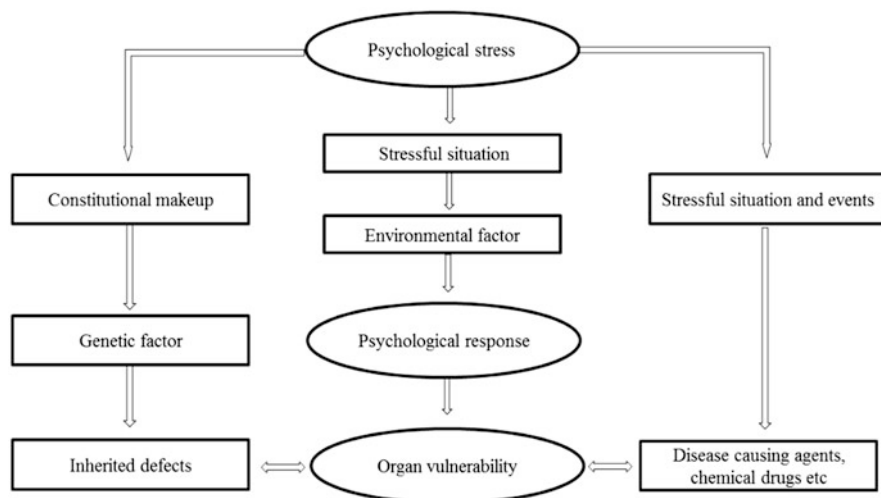 Psychological stress
Stressful situation
Constitutional makeup
Stressful situation and events
Environmental factor
Genetic factor
Psychological response
Inherited defects
Organ vulnerability
Disease causing agents,
chemical drugs etc